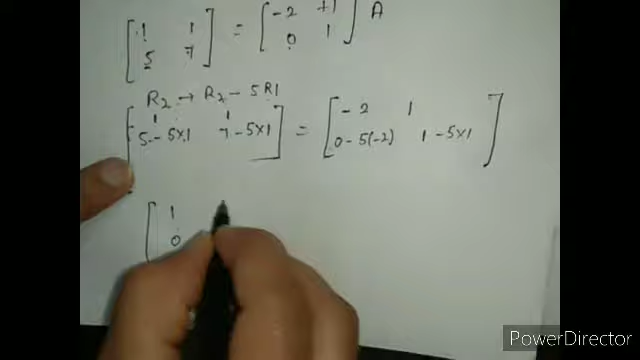 [1 1] = [-2 +1] A
[5 7] [0 1]
R2 → R2 - 5R1
[1 1] = [-2 1]
[5 - 5×1 7 - 5×1] [0 - 5(-2) 1 - 5×1]
[1
[0
PowerDirector